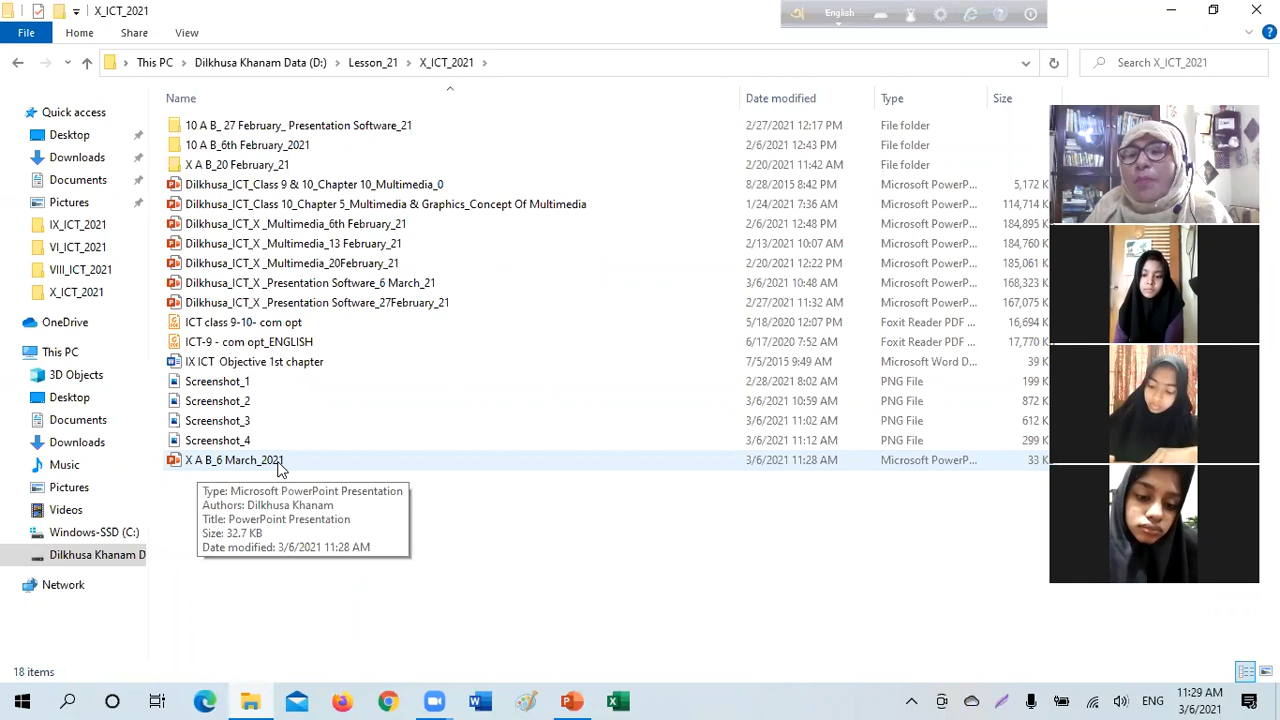 X_ICT_2021
English
File Home Share View
This PC Dilkhusa Khanam Data (D:) Lesson_21 X_ICT_2021
Search X_ICT_2021
Name Date modified Type Size
Quick access
Desktop
Downloads
Documents
Pictures
IX_ICT_2021
VI_ICT_2021
VIII_ICT_2021
X_ICT_2021
OneDrive
This PC
3D Objects
Desktop
Documents
Downloads
Music
Pictures
Videos
Windows-SSD (C:)
Dilkhusa Khanam D
Network
10 A B_ 27 February_ Presentation Software_21 2/27/2021 12:17 PM File folder
10 A B_6th February_2021 2/6/2021 12:43 PM File folder
X A B_20 February_21 2/20/2021 11:42 AM File folder
Dilkhusa_ICT_Class 9 & 10_Chapter 10_Multimedia_0 8/28/2015 8:42 PM Microsoft PowerP... 5,172 K
Dilkhusa_ICT_Class 10_Chapter 5_Multimedia & Graphics_Concept Of Multimedia 1/24/2021 7:36 AM Microsoft PowerP... 114,714 K
Dilkhusa_ICT_X _Multimedia_6th February_21 2/6/2021 12:48 PM Microsoft PowerP... 184,895 K
Dilkhusa_ICT_X _Multimedia_13 February_21 2/13/2021 10:07 AM Microsoft PowerP... 184,760 K
Dilkhusa_ICT_X _Multimedia_20February_21 2/20/2021 12:22 PM Microsoft PowerP... 185,061 K
Dilkhusa_ICT_X _Presentation Software_6 March_21 3/6/2021 10:48 AM Microsoft PowerP... 168,323 K
Dilkhusa_ICT_X _Presentation Software_27February_21 2/27/2021 11:32 AM Microsoft PowerP... 167,075 K
ICT class 9-10- com opt 5/18/2020 12:07 PM Foxit Reader PDF ... 16,694 K
ICT-9 - com opt_ENGLISH 6/17/2020 7:52 AM Foxit Reader PDF ... 17,770 K
IX ICT Objective 1st chapter 7/5/2015 9:49 AM Microsoft Word D... 39 K
Screenshot_1 2/28/2021 8:02 AM PNG File 199 K
Screenshot_2 3/6/2021 10:59 AM PNG File 872 K
Screenshot_3 3/6/2021 11:02 AM PNG File 612 K
Screenshot_4 3/6/2021 11:12 AM PNG File 299 K
X A B_6 March_2021 3/6/2021 11:28 AM Microsoft PowerP... 33 K
Type: Microsoft PowerPoint Presentation
Authors: Dilkhusa Khanam
Title: PowerPoint Presentation
Size: 32.7 KB
Date modified: 3/6/2021 11:28 AM
18 items
ENG 11:29 AM
3/6/2021